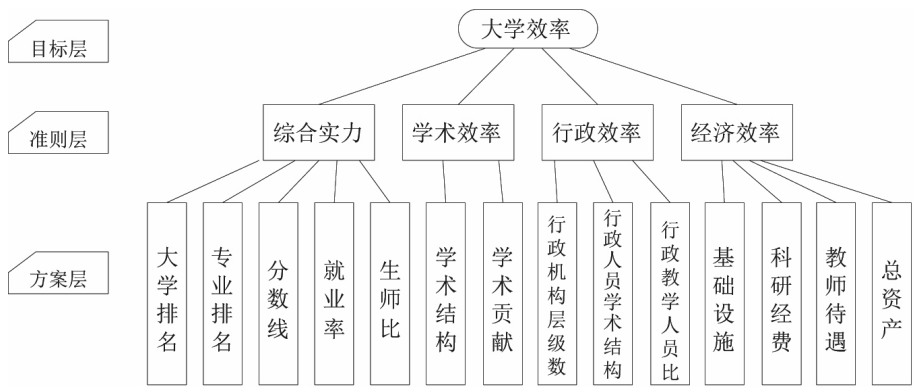 目标层
大学效率
准则层
综合实力
学术效率
行政效率
经济效率
方案层
大学排名
专业排名
分数线
就业率
生师比
学术结构
学术贡献
行政机构层级数
行政人员学术结构
行政教学人员比
基础设施
科研经费
教师待遇
总资产